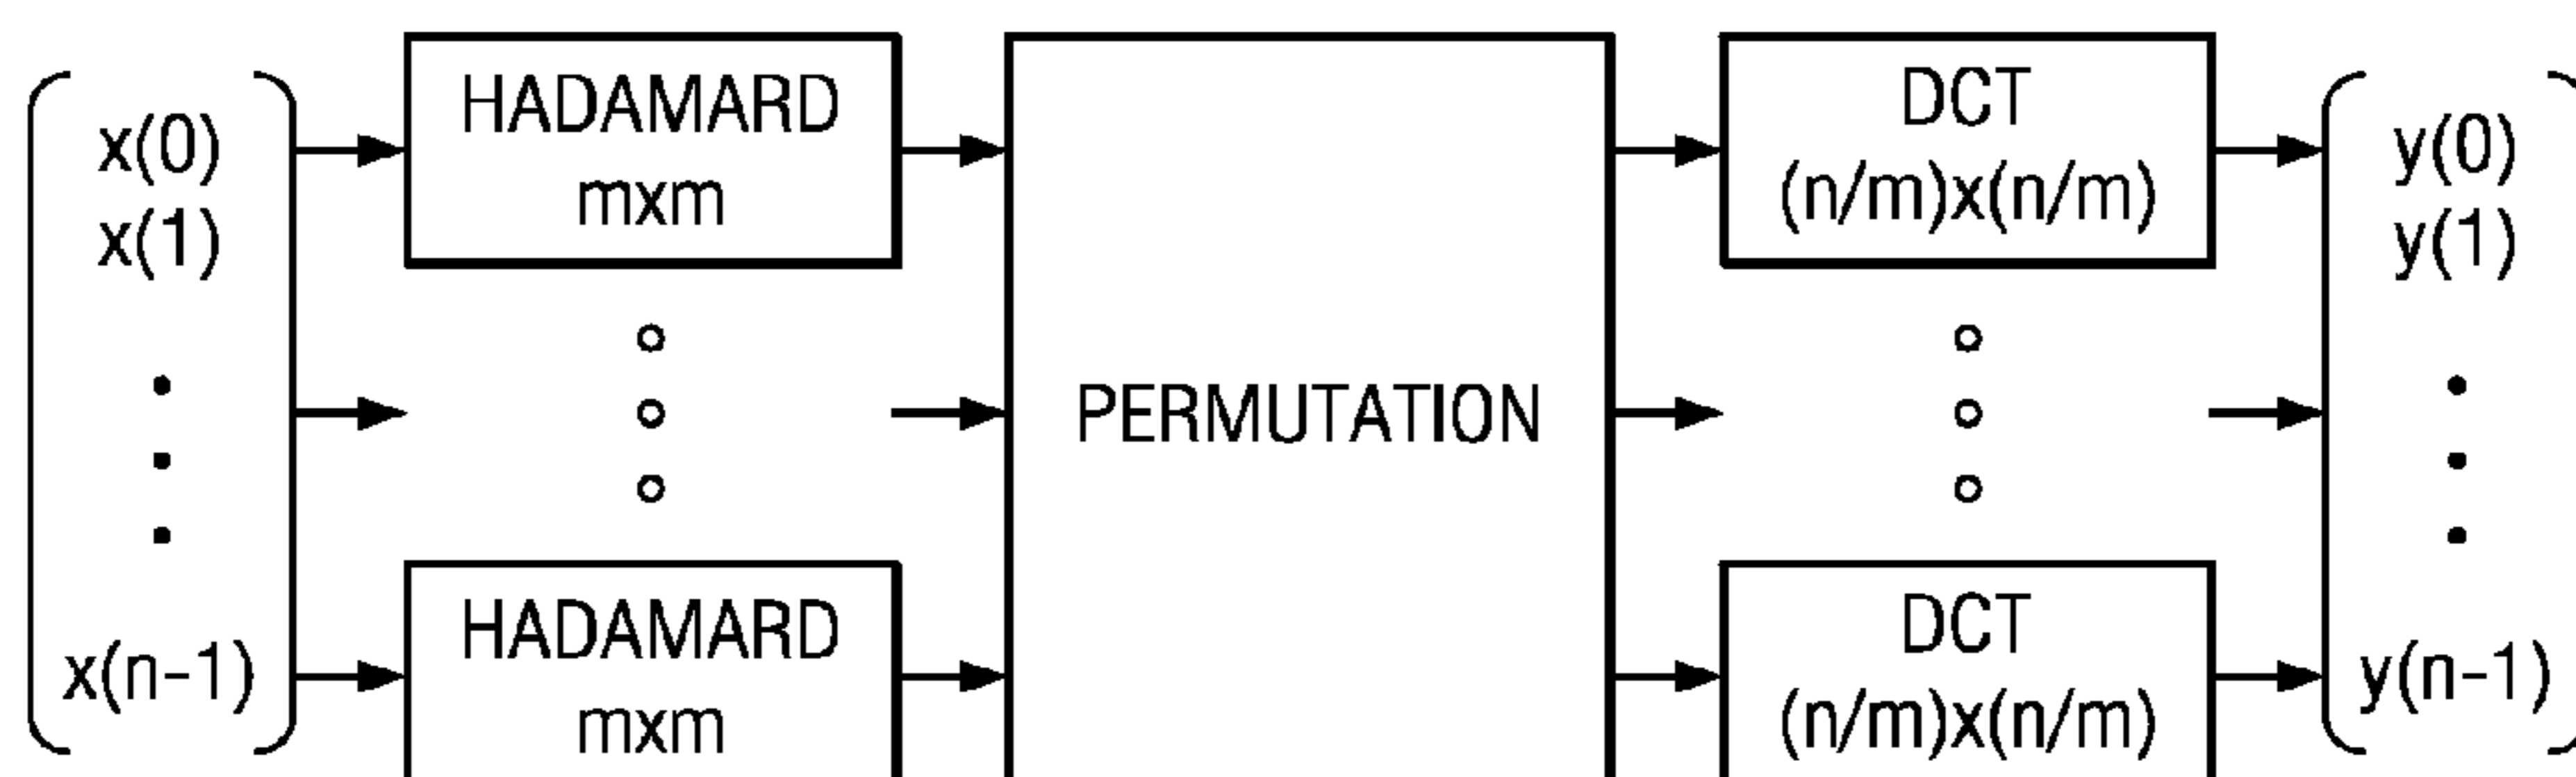 x(0)
x(1)
x(n-1)
HADAMARD
mxm
HADAMARD
mxm
PERMUTATION
DCT
(n/m)x(n/m)
DCT
(n/m)x(n/m)
y(0)
y(1)
y(n-1)